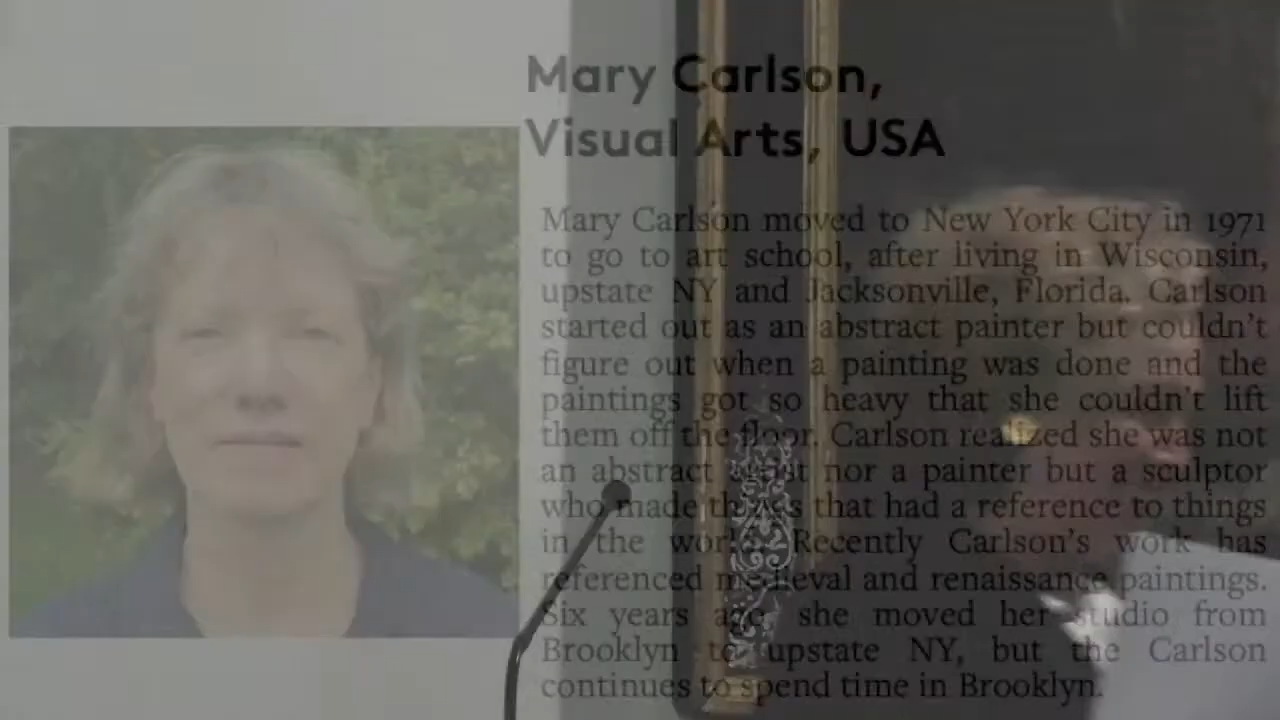 Mary Carlson,
Visual Arts, USA
Mary Carlson moved to New York City in 1971
to go to art school, after living in Wisconsin,
upstate NY and Jacksonville, Florida. Carlson
started out as an abstract painter but couldn't
figure out when a painting was done and the
paintings got so heavy that she couldn't lift
them off the floor. Carlson realized she was not
an abstract artist nor a painter but a sculptor
who made things that had a reference to things
in the world. Recently Carlson's work has
referenced medieval and renaissance paintings.
Six years ago, she moved her studio from
Brooklyn to upstate NY, but the Carlson
continues to spend time in Brooklyn.